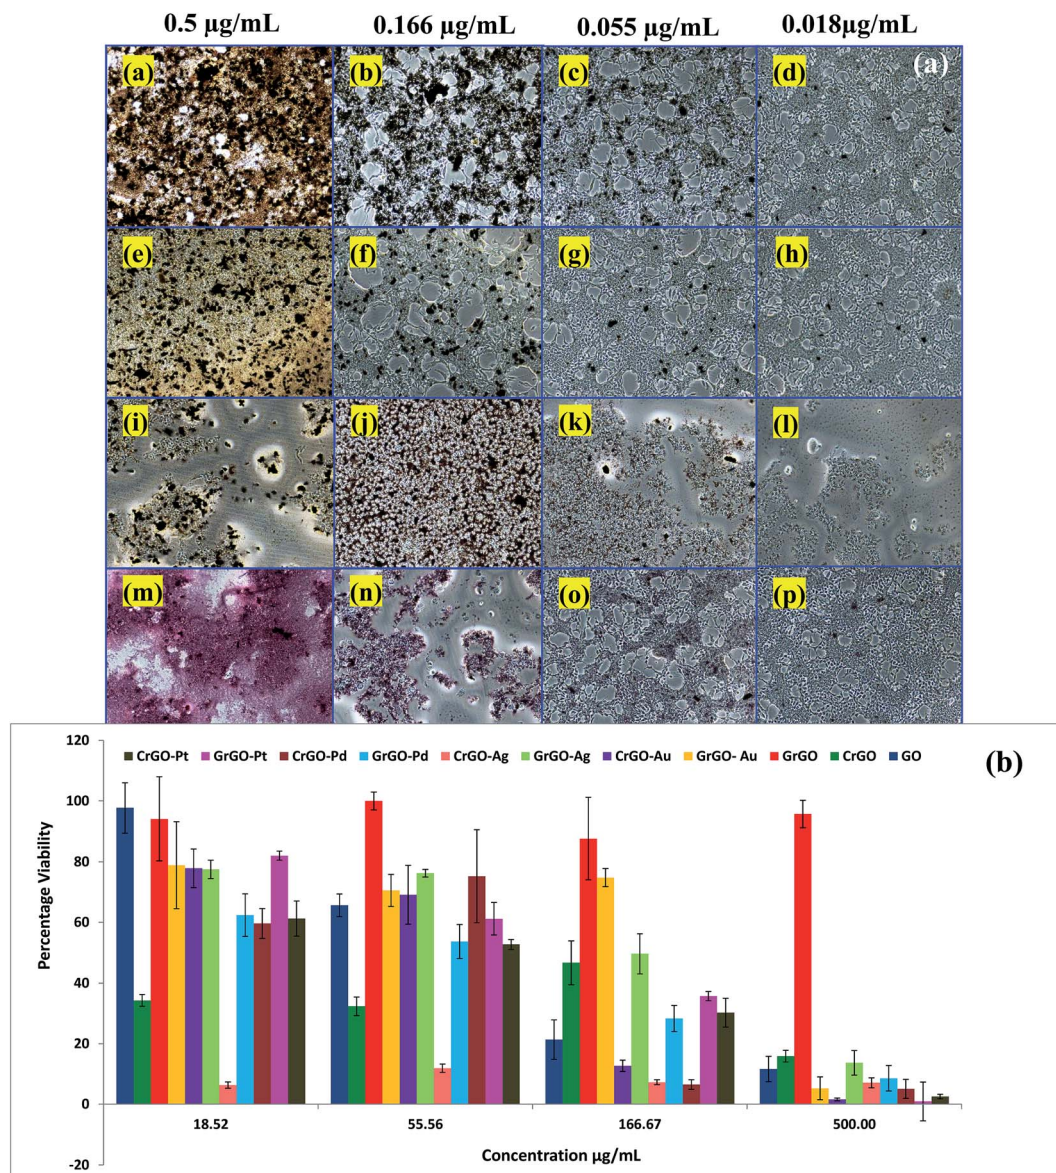 0.5 µg/mL 0.166 µg/mL 0.055 µg/mL 0.018µg/mL
(a) (b) (c) (d) (a)
(e) (f) (g) (h)
(i) (j) (k) (l)
(m) (n) (o) (p)
120
CrGO-Pt GrGO-Pt CrGO-Pd GrGO-Pd CrGO-Ag GrGO-Ag CrGO-Au GrGO- Au GrGO CrGO GO
(b)
100
80
60
40
20
0
-20
Percentage Viability
18.52 55.56 166.67 500.00
Concentration µg/mL